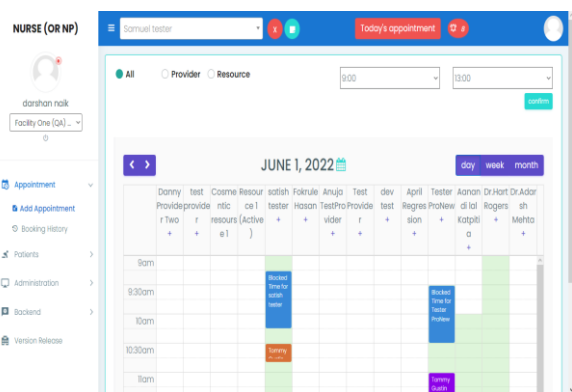 NURSE (OR NP)
darshan naik
Facility One (QA) ...
Appointment
Add Appointment
Booking History
Patients
Administration
Backend
Version Release
Samuel tester
x
Today's appointment
All
Provider
Resource
9:00
13:00
confirm
JUNE 1, 2022
day
week
month
Danny Provide r Two +
test provide r +
Cosme ntic resours e 1
Resour ce 1 (Active )
satish tester +
Fokrule Hasan +
Anuja TestPro vider +
Test Provide r +
dev test +
April Regres sion +
Tester ProNew +
Aanan di lal Katpiti a +
Dr.Hart Rogers +
Dr.Adar sh Mehta +
9am
9:30am
10am
10:30am
11am
Blocked
Time for
satish
tester
Tommy
Blocked
Time for
Tester
ProNew
Tommy
Gustin